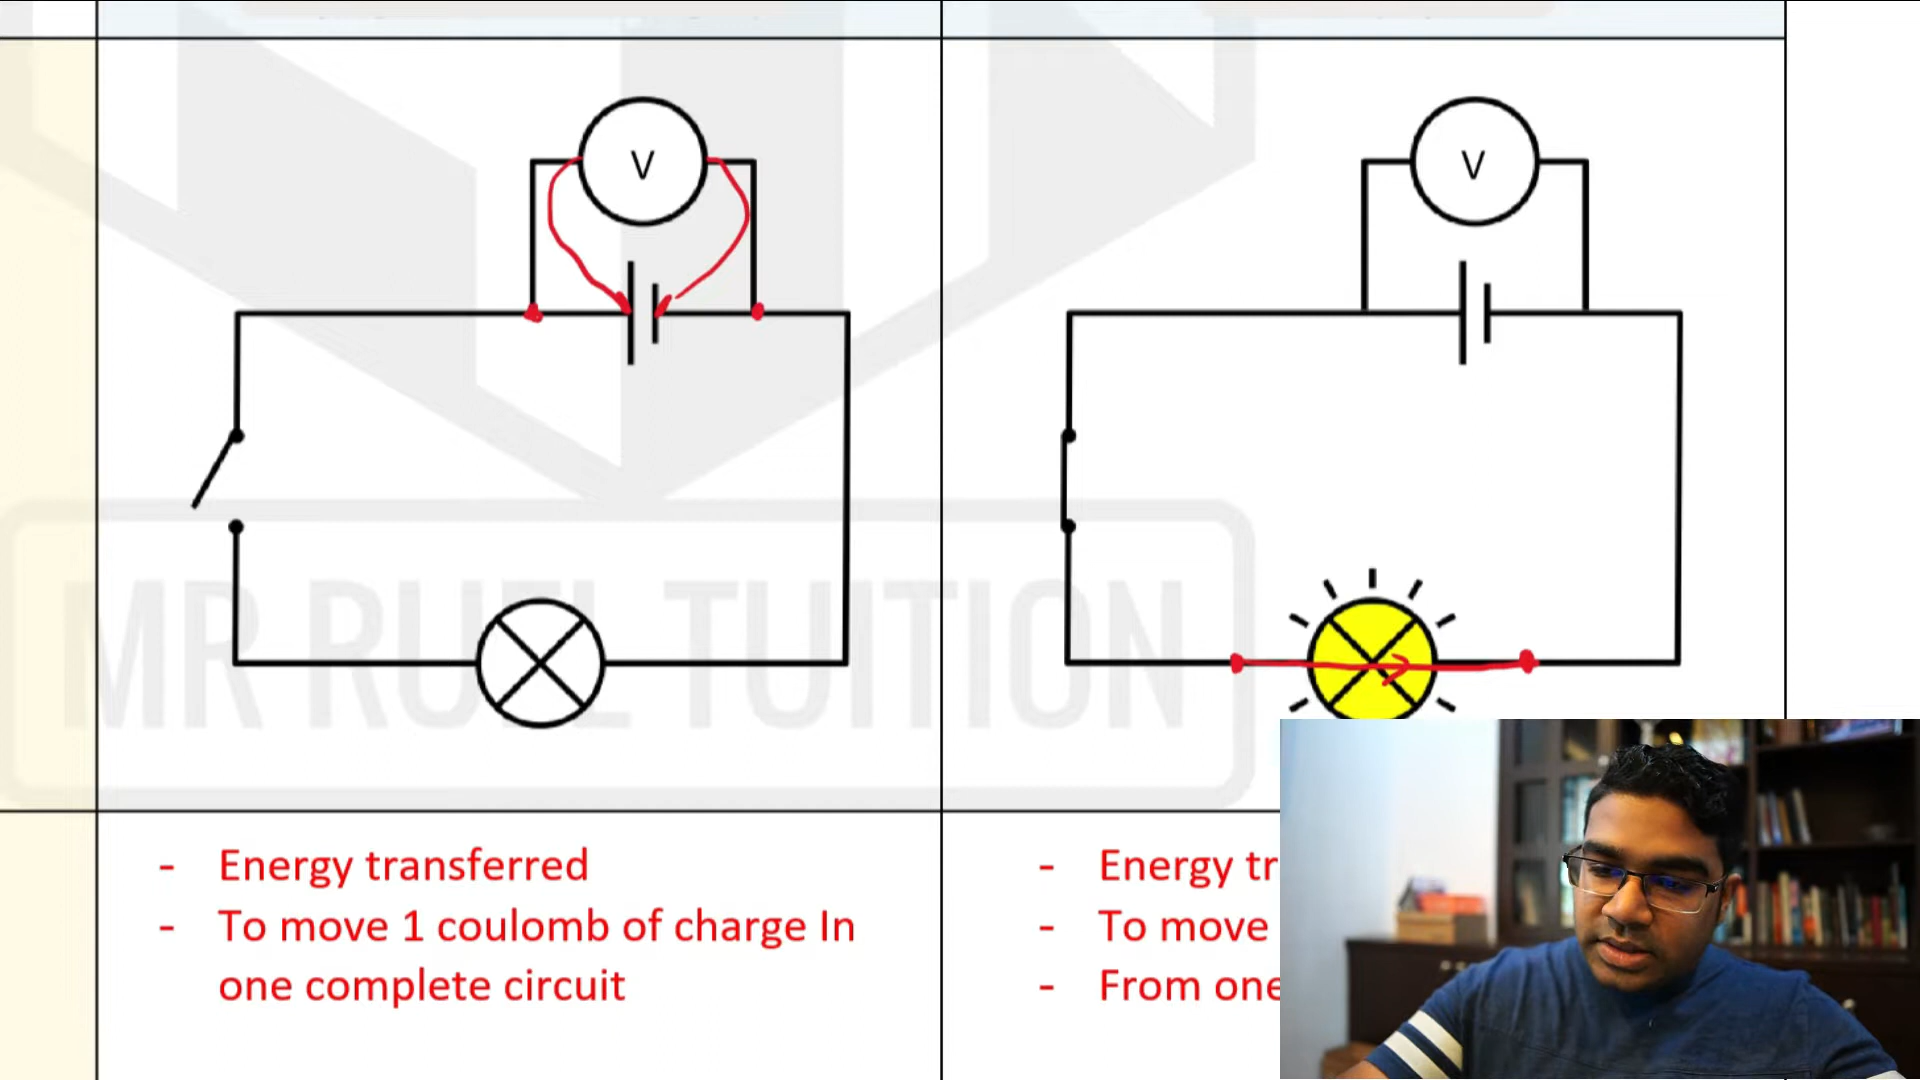 V
V
MR RUEL TUITION
- Energy transferred
- To move 1 coulomb of charge In
one complete circuit
- Energy tr
- To move
- From one